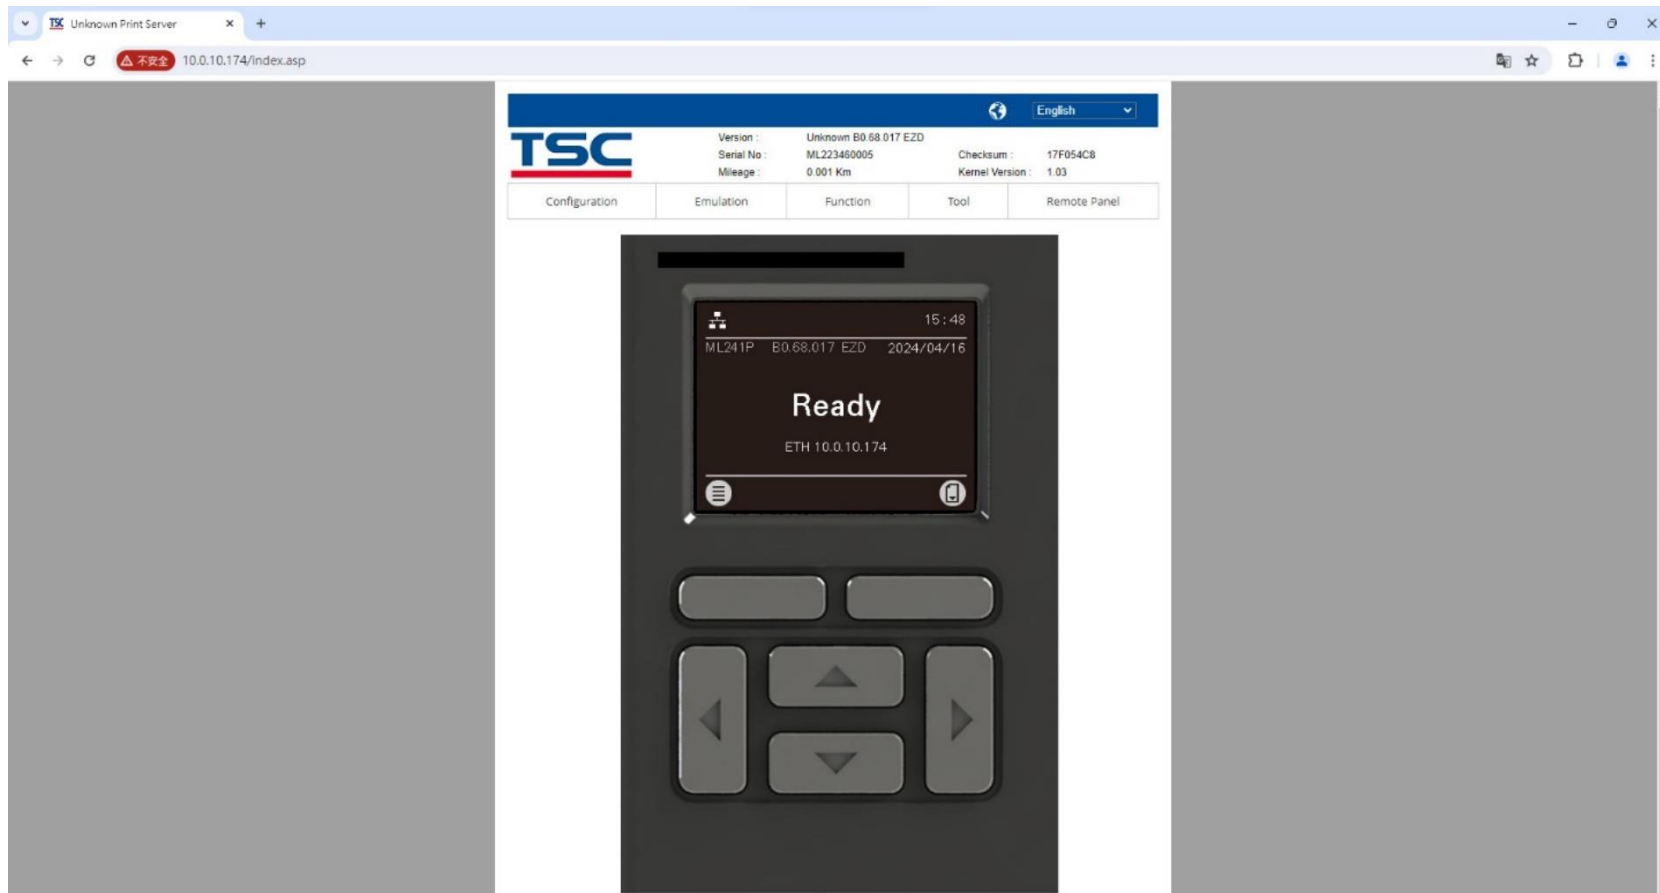 TSC Unknown Print Server
不安全 10.0.10.174/index.asp
English
TSC
Version : Unknown B0.68.017 EZD
Serial No : ML223460005 Checksum : 17F054C8
Mileage : 0.001 Km Kernel Version : 1.03
Configuration Emulation Function Tool Remote Panel
15:48
ML241P B0.68.017 EZD 2024/04/16
Ready
ETH 10.0.10.174